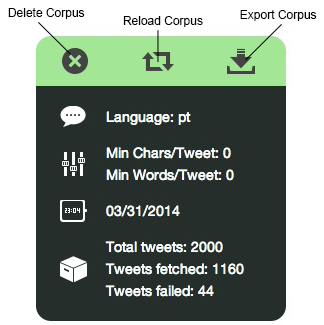 Delete Corpus
Reload Corpus
Export Corpus
Language: pt
Min Chars/Tweet: 0
Min Words/Tweet: 0
23:04
03/31/2014
Total tweets: 2000
Tweets fetched: 1160
Tweets failed: 44